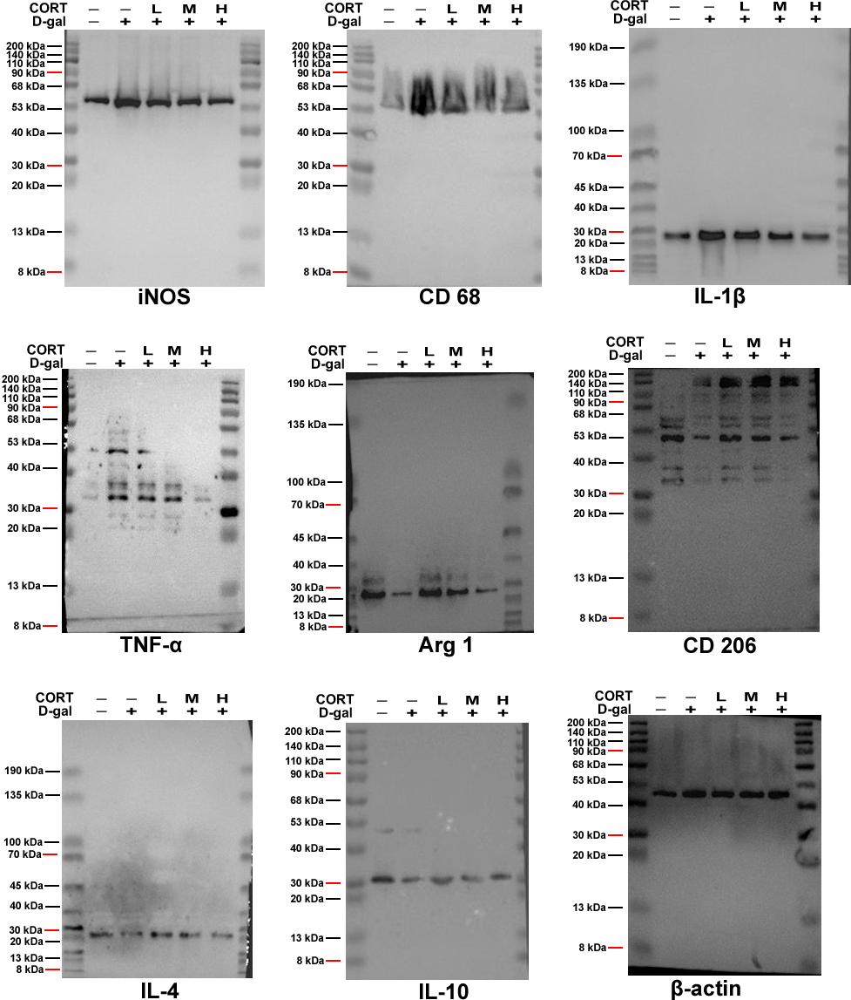 CORT – – L M H
D-gal – + + + +
200 kDa
140 kDa
110 kDa
90 kDa
68 kDa
53 kDa
40 kDa
30 kDa
20 kDa
13 kDa
8 kDa
iNOS
CORT – – L M H
D-gal – + + + +
200 kDa
140 kDa
110 kDa
90 kDa
68 kDa
53 kDa
40 kDa
30 kDa
20 kDa
13 kDa
8 kDa
CD 68
CORT – – L M H
D-gal – + + + +
190 kDa
135 kDa
100 kDa
70 kDa
45 kDa
40 kDa
30 kDa
20 kDa
13 kDa
8 kDa
IL-1β
CORT – – L M H
D-gal – + + + +
200 kDa
140 kDa
110 kDa
90 kDa
68 kDa
53 kDa
40 kDa
30 kDa
20 kDa
13 kDa
8 kDa
TNF-α
CORT – – L M H
D-gal – + + + +
190 kDa
135 kDa
100 kDa
70 kDa
45 kDa
40 kDa
30 kDa
20 kDa
13 kDa
8 kDa
Arg 1
CORT – – L M H
D-gal – + + + +
200 kDa
140 kDa
110 kDa
90 kDa
68 kDa
53 kDa
40 kDa
30 kDa
20 kDa
13 kDa
8 kDa
CD 206
CORT – – L M H
D-gal – + + + +
190 kDa
135 kDa
100 kDa
70 kDa
45 kDa
40 kDa
30 kDa
20 kDa
13 kDa
8 kDa
IL-4
CORT – – L M H
D-gal – + + + +
200 kDa
140 kDa
110 kDa
90 kDa
68 kDa
53 kDa
40 kDa
30 kDa
20 kDa
13 kDa
8 kDa
IL-10
CORT – – L M H
D-gal – + + + +
200 kDa
140 kDa
110 kDa
90 kDa
68 kDa
53 kDa
40 kDa
30 kDa
20 kDa
13 kDa
8 kDa
β-actin